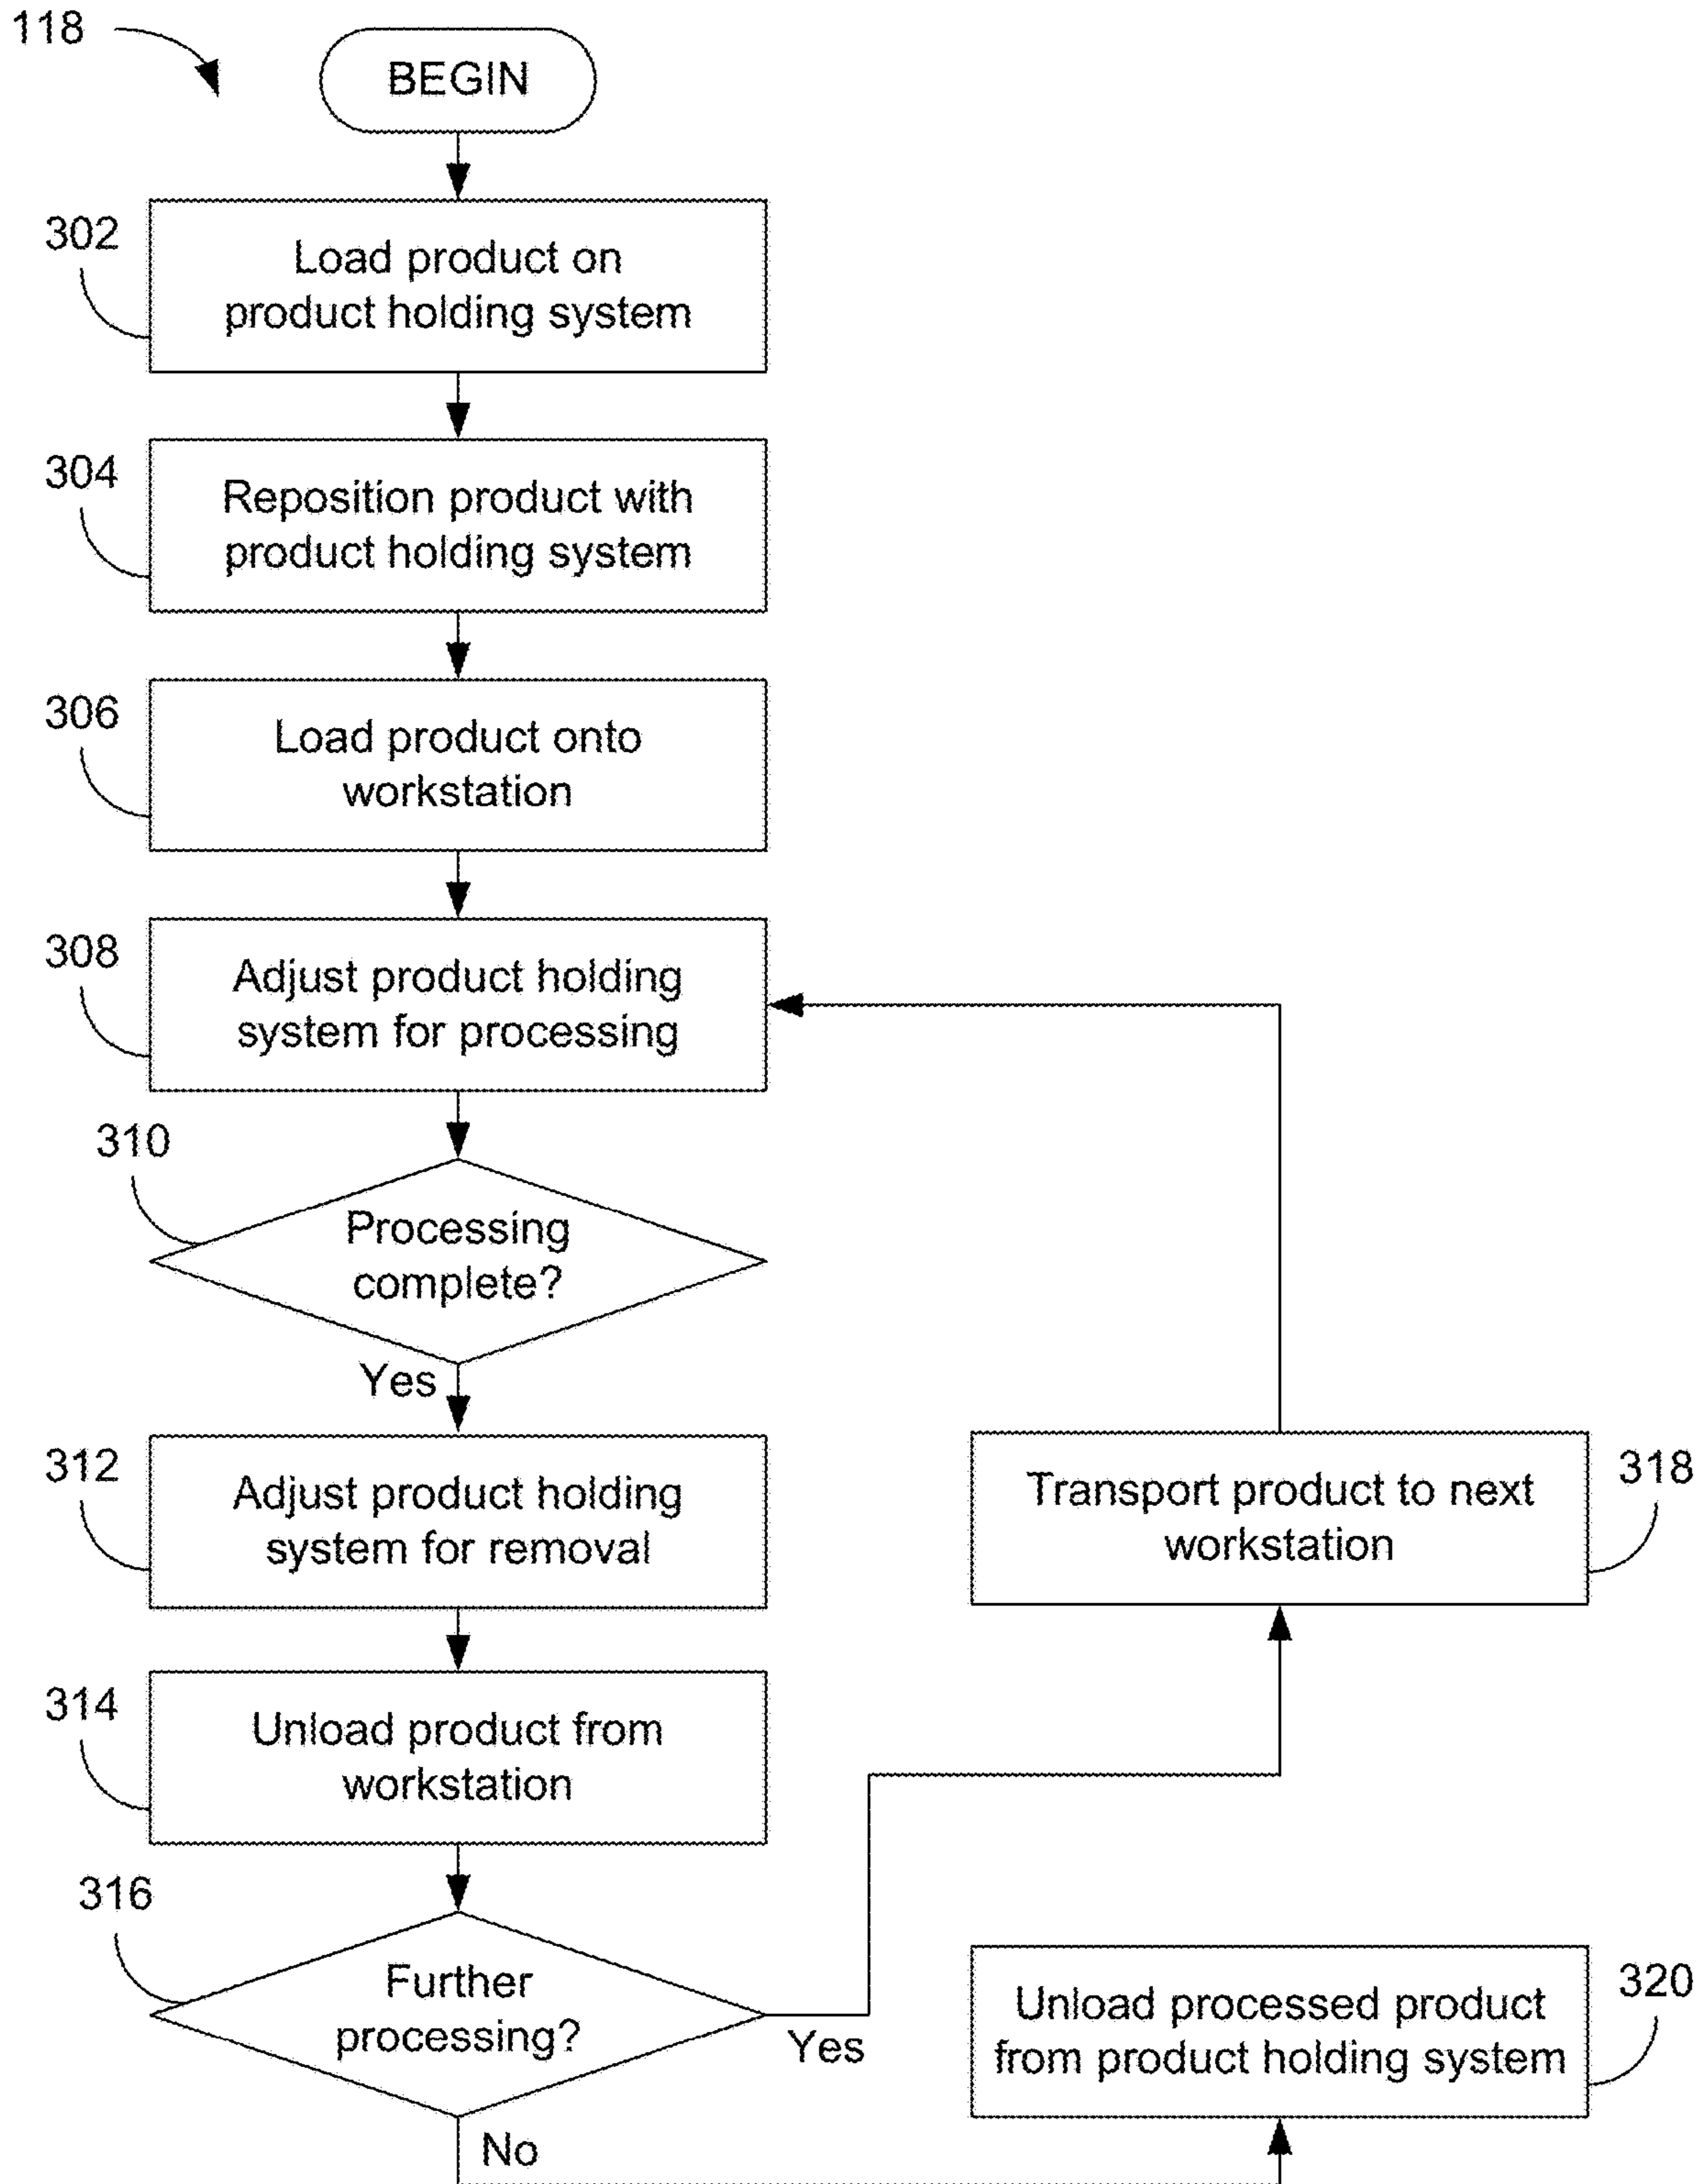 118
BEGIN
302
Load product on
product holding system
304
Reposition product with
product holding system
306
Load product onto
workstation
308
Adjust product holding
system for processing
310
Processing
complete?
Yes
312
Adjust product holding
system for removal
318
Transport product to next
workstation
314
Unload product from
workstation
316
Further
processing?
Yes
No
320
Unload processed product
from product holding system